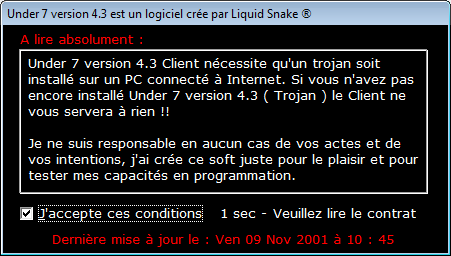 Under 7 version 4.3 est un logiciel crée par Liquid Snake ®
A lire absolument :
Under 7 version 4.3 Client nécessite qu'un trojan soit
installé sur un PC connecté à Internet. Si vous n'avez pas
encore installé Under 7 version 4.3 ( Trojan ) le Client ne
vous servera à rien !!
Je ne suis responsable en aucun cas de vos actes et de
vos intentions, j'ai crée ce soft juste pour le plaisir et pour
tester mes capacités en programmation.
J'accepte ces conditions 1 sec - Veuillez lire le contrat
Dernière mise à jour le : Ven 09 Nov 2001 à 10 : 45